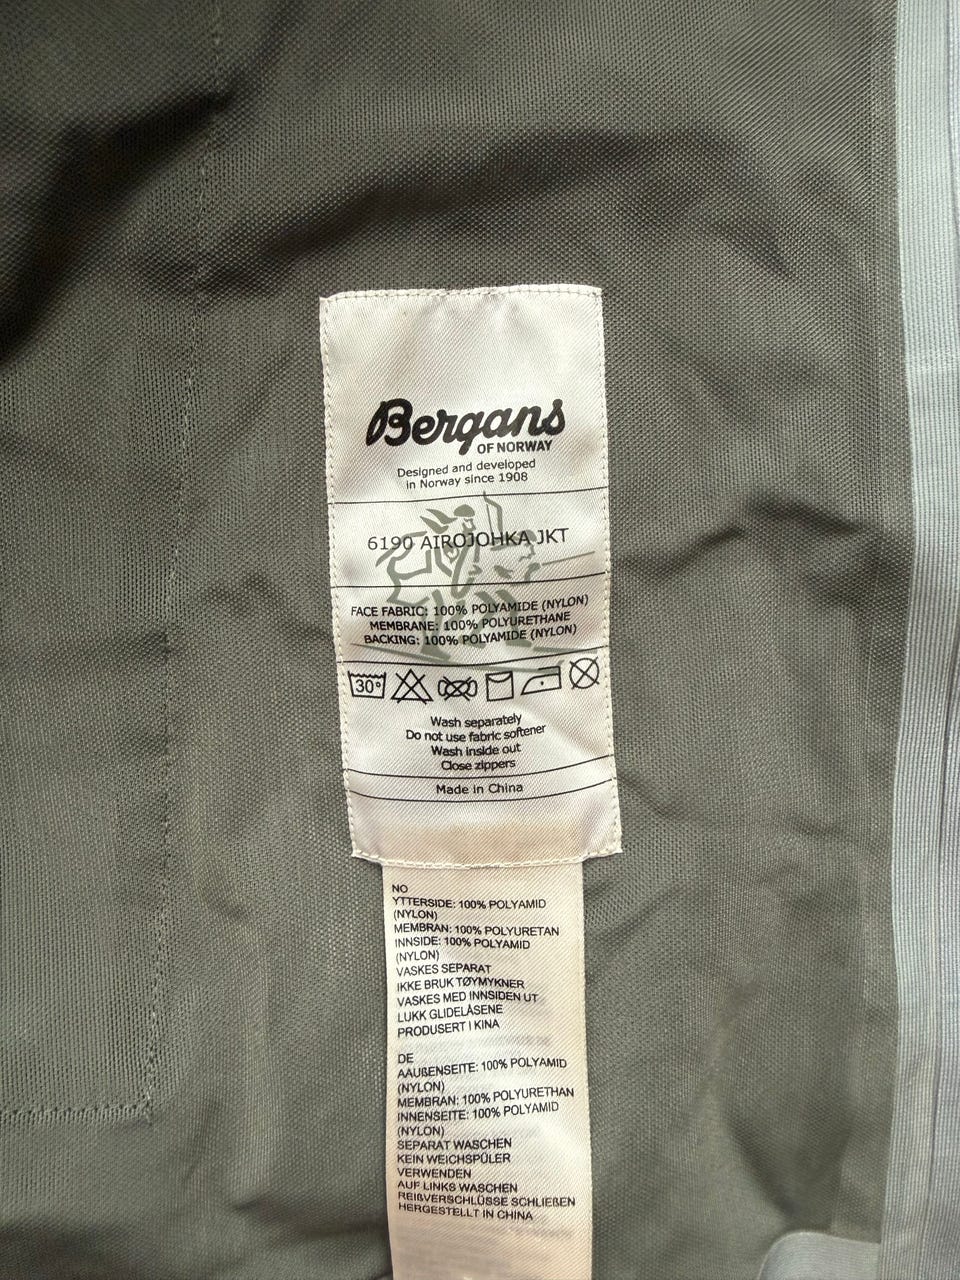 Bergans
OF NORWAY
Designed and developed
in Norway since 1908
6190 AIROJOHKA JKT
FACE FABRIC: 100% POLYAMIDE (NYLON)
MEMBRANE: 100% POLYURETHANE
BACKING: 100% POLYAMIDE (NYLON)
30°
Wash separately
Do not use fabric softener
Wash inside out
Close zippers
Made in China
NO
YTTERSIDE: 100% POLYAMID
(NYLON)
MEMBRAN: 100% POLYURETAN
INNSIDE: 100% POLYAMID
(NYLON)
VASKES SEPARAT
IKKE BRUK TØYMYKNER
VASKES MED INNSIDEN UT
LUKK GLIDELÅSENE
PRODUSERT I KINA
DE
AAUßENSEITE: 100% POLYAMID
(NYLON)
MEMBRAN: 100% POLYURETHAN
INNENSEITE: 100% POLYAMID
(NYLON)
SEPARAT WASCHEN
KEIN WEICHSPÜLER
VERWENDEN
AUF LINKS WASCHEN
REIßVERSCHLÜSSE SCHLIEßEN
HERGESTELLT IN CHINA